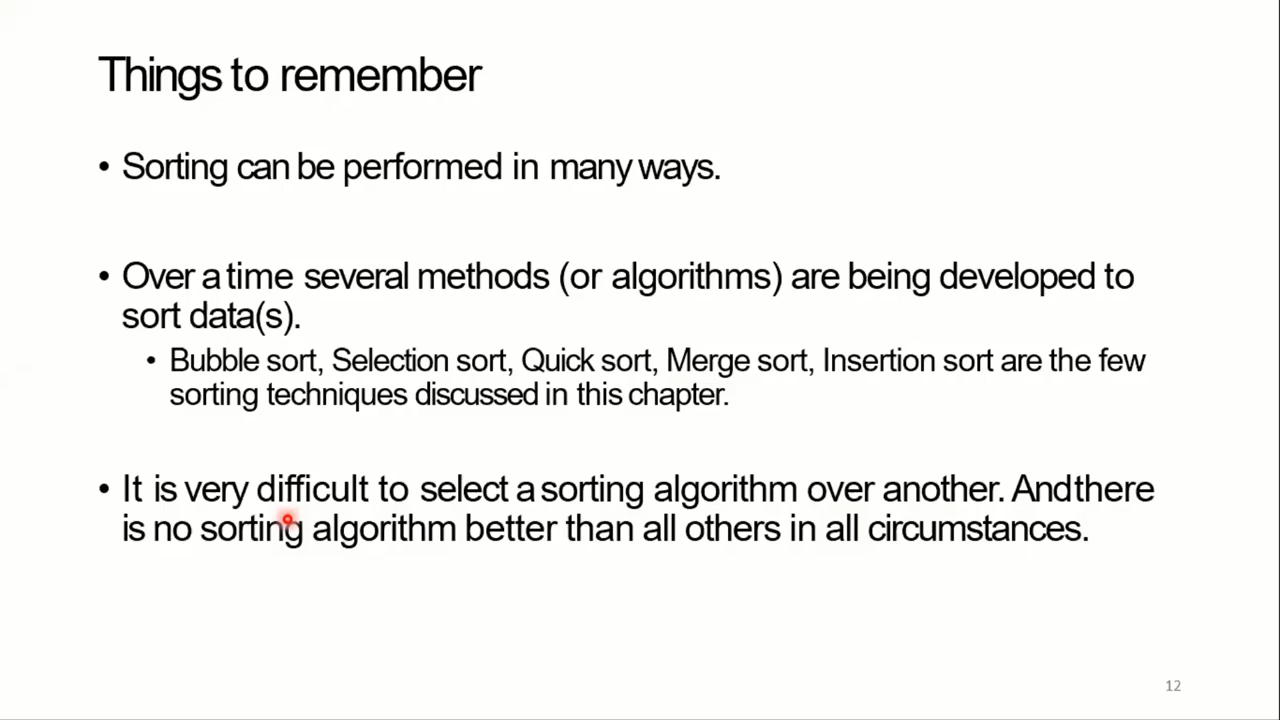 Things to remember
• Sorting can be performed in many ways.
• Over a time several methods (or algorithms) are being developed to
sort data(s).
• Bubble sort, Selection sort, Quick sort, Merge sort, Insertion sort are the few
sorting techniques discussed in this chapter.
• It is very difficult to select a sorting algorithm over another. And there
is no sorting algorithm better than all others in all circumstances.
12